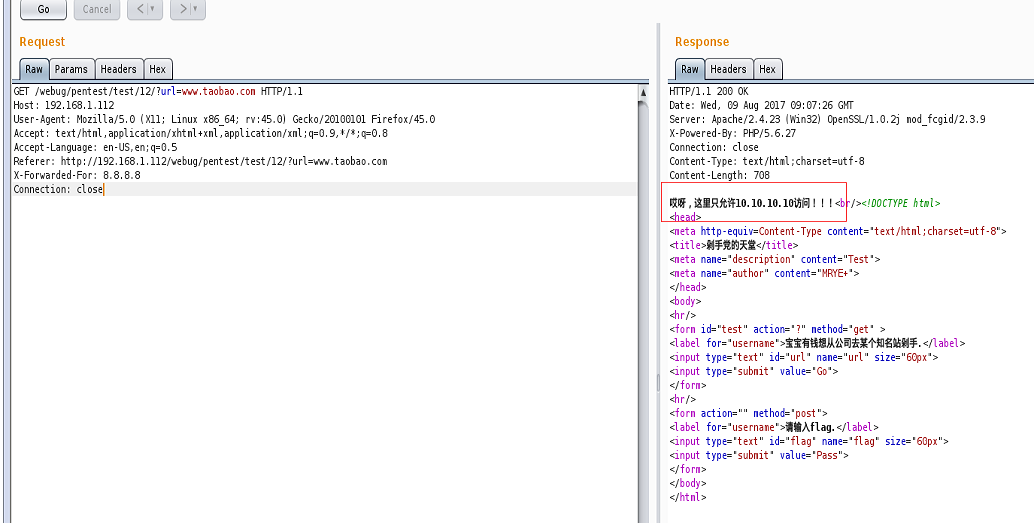 Go Cancel < >
Request
Raw Params Headers Hex
GET /webug/pentest/test/12/?url=www.taobao.com HTTP/1.1
Host: 192.168.1.112
User-Agent: Mozilla/5.0 (X11; Linux x86_64; rv:45.0) Gecko/20100101 Firefox/45.0
Accept: text/html,application/xhtml+xml,application/xml;q=0.9,*/*;q=0.8
Accept-Language: en-US,en;q=0.5
Referer: http://192.168.1.112/webug/pentest/test/12/?url=www.taobao.com
X-Forwarded-For: 8.8.8.8
Connection: close
Response
Raw Headers Hex
HTTP/1.1 200 OK
Date: Wed, 09 Aug 2017 09:07:26 GMT
Server: Apache/2.4.23 (Win32) OpenSSL/1.0.2j mod_fcgid/2.3.9
X-Powered-By: PHP/5.6.27
Connection: close
Content-Type: text/html;charset=utf-8
Content-Length: 708
哎呀，这里只允许10.10.10.10访问！！！<br/><!DOCTYPE html>
<head>
<meta http-equiv=Content-Type content="text/html;charset=utf-8">
<title>剁手党的天堂</title>
<meta name="description" content="Test">
<meta name="author" content="MRYE+">
</head>
<body>
<hr/>
<form id="test" action="?" method="get" >
<label for="username">宝宝有钱想从公司去某个知名站剁手.</label>
<input type="text" id="url" name="url" size="60px">
<input type="submit" value="Go">
</form>
<hr/>
<form action="" method="post">
<label for="username">请输入flag.</label>
<input type="text" id="flag" name="flag" size="60px">
<input type="submit" value="Pass">
</form>
</body>
</html>